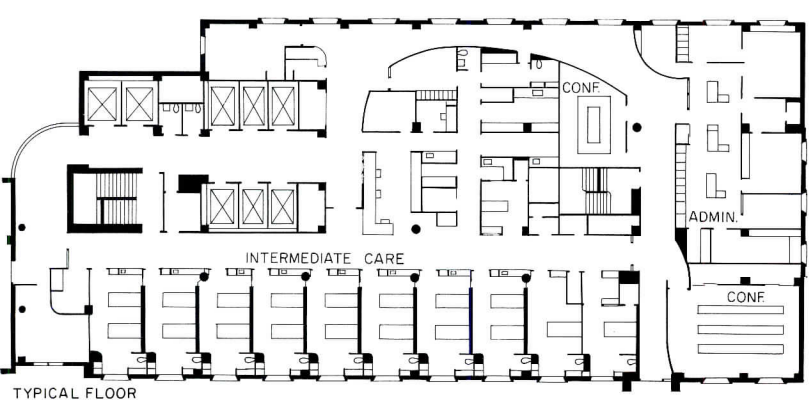 CONF.
ADMIN.
INTERMEDIATE CARE
CONF.
TYPICAL FLOOR